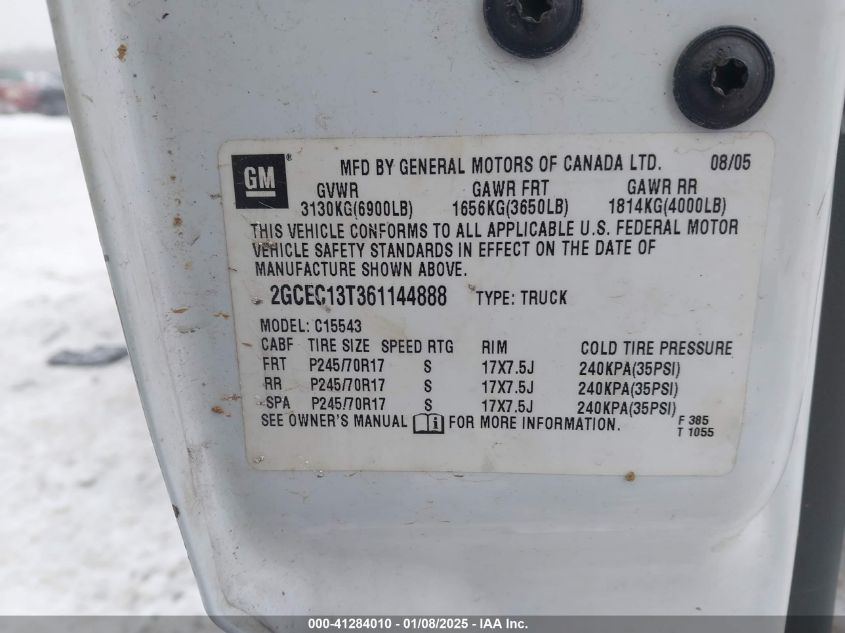 GM ® MFD BY GENERAL MOTORS OF CANADA LTD. 08/05
GVWR GAWR FRT GAWR RR
3130KG(6900LB) 1656KG(3650LB) 1814KG(4000LB)
THIS VEHICLE CONFORMS TO ALL APPLICABLE U.S. FEDERAL MOTOR
VEHICLE SAFETY STANDARDS IN EFFECT ON THE DATE OF
MANUFACTURE SHOWN ABOVE.
2GCEC13T361144888 TYPE: TRUCK
MODEL: C15543
CABF TIRE SIZE SPEED RTG RIM COLD TIRE PRESSURE
FRT P245/70R17 S 17X7.5J 240KPA(35PSI)
RR P245/70R17 S 17X7.5J 240KPA(35PSI)
SPA P245/70R17 S 17X7.5J 240KPA(35PSI)
SEE OWNER'S MANUAL i FOR MORE INFORMATION. F 385
T 1055
000-41284010 - 01/08/2025 - IAA Inc.